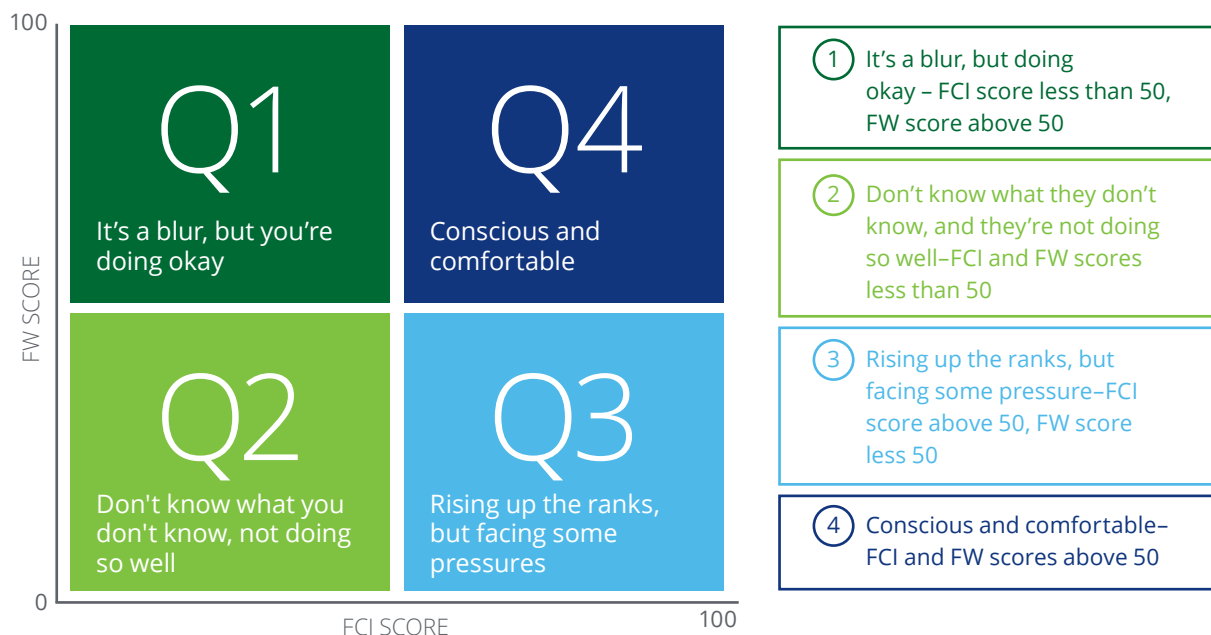 100
Q1
It’s a blur, but you’re
doing okay
Q4
Conscious and
comfortable
FW SCORE
Q2
Don't know what you
don't know, not doing
so well
Q3
Rising up the ranks,
but facing some
pressures
0
FCI SCORE
100
1 It’s a blur, but doing
okay – FCI score less than 50,
FW score above 50
2 Don’t know what they don’t
know, and they’re not doing
so well–FCI and FW scores
less than 50
3 Rising up the ranks, but
facing some pressure–FCI
score above 50, FW score
less 50
4 Conscious and comfortable–
FCI and FW scores above 50